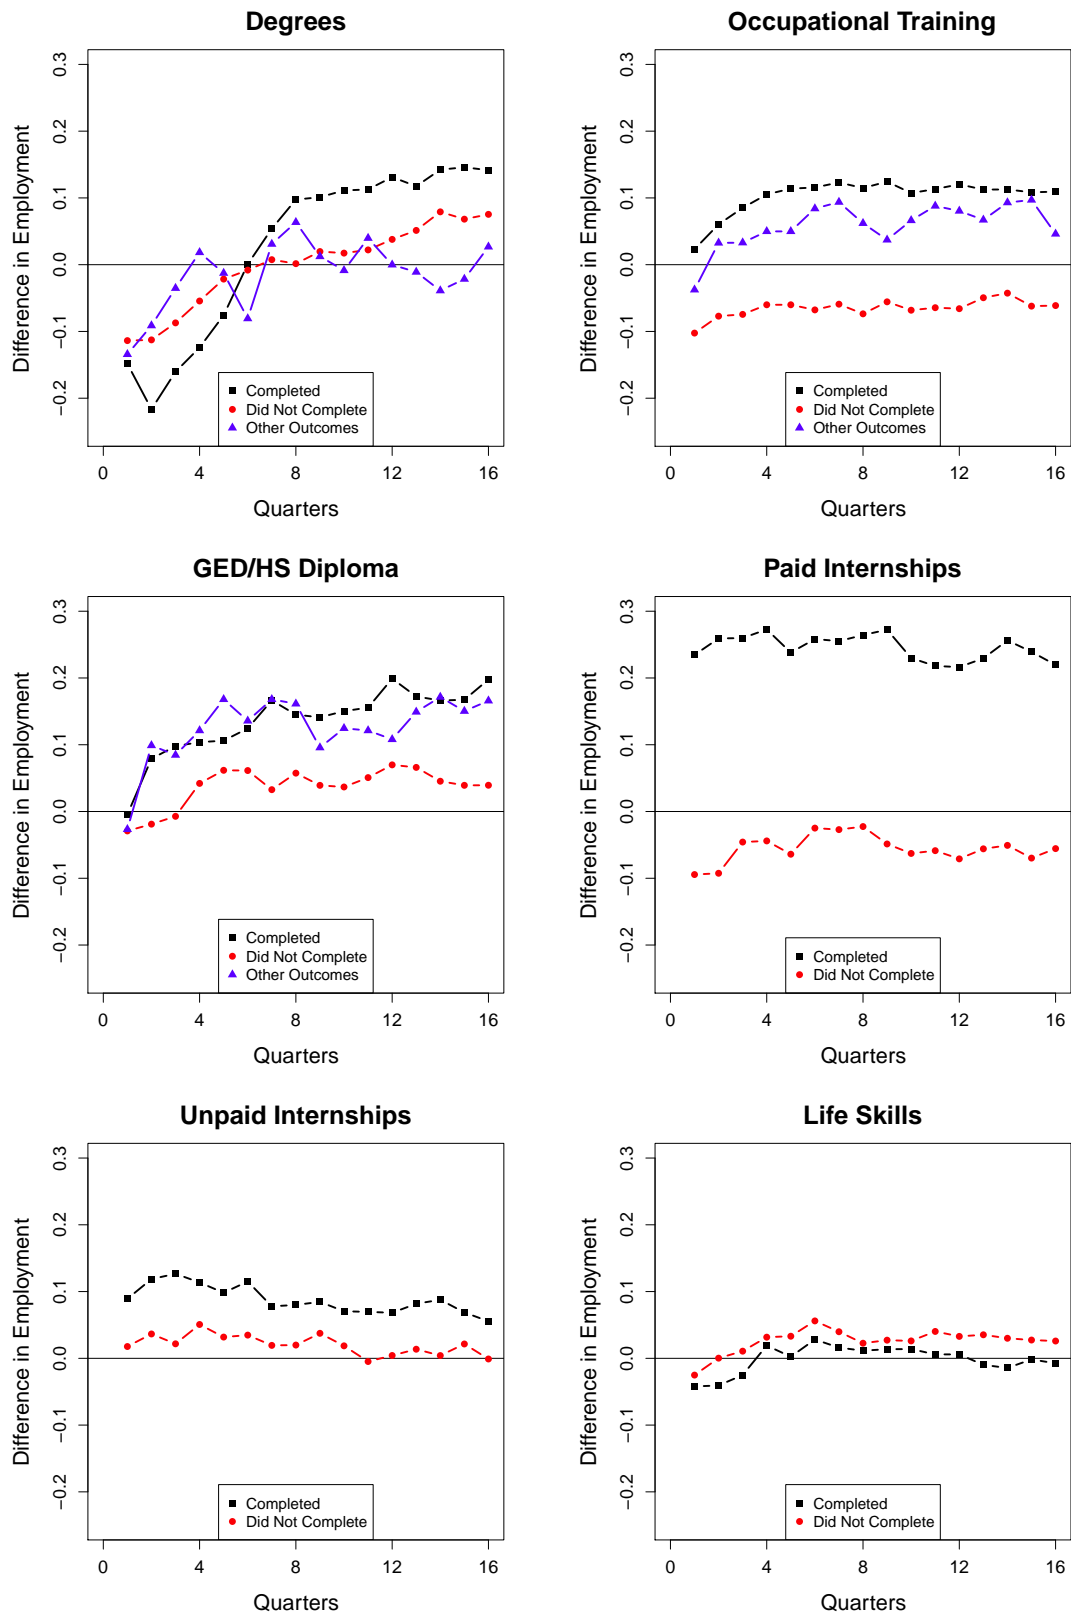 Degrees
Difference in Employment
0.3
0.2
0.1
0.0
−0.1
−0.2
Completed
Did Not Complete
Other Outcomes
0 4 8 12 16
Quarters
Occupational Training
Difference in Employment
0.3
0.2
0.1
0.0
−0.1
−0.2
Completed
Did Not Complete
Other Outcomes
0 4 8 12 16
Quarters
GED/HS Diploma
Difference in Employment
0.3
0.2
0.1
0.0
−0.1
−0.2
Completed
Did Not Complete
Other Outcomes
0 4 8 12 16
Quarters
Paid Internships
Difference in Employment
0.3
0.2
0.1
0.0
−0.1
−0.2
Completed
Did Not Complete
0 4 8 12 16
Quarters
Unpaid Internships
Difference in Employment
0.3
0.2
0.1
0.0
−0.1
−0.2
Completed
Did Not Complete
0 4 8 12 16
Quarters
Life Skills
Difference in Employment
0.3
0.2
0.1
0.0
−0.1
−0.2
Completed
Did Not Complete
0 4 8 12 16
Quarters